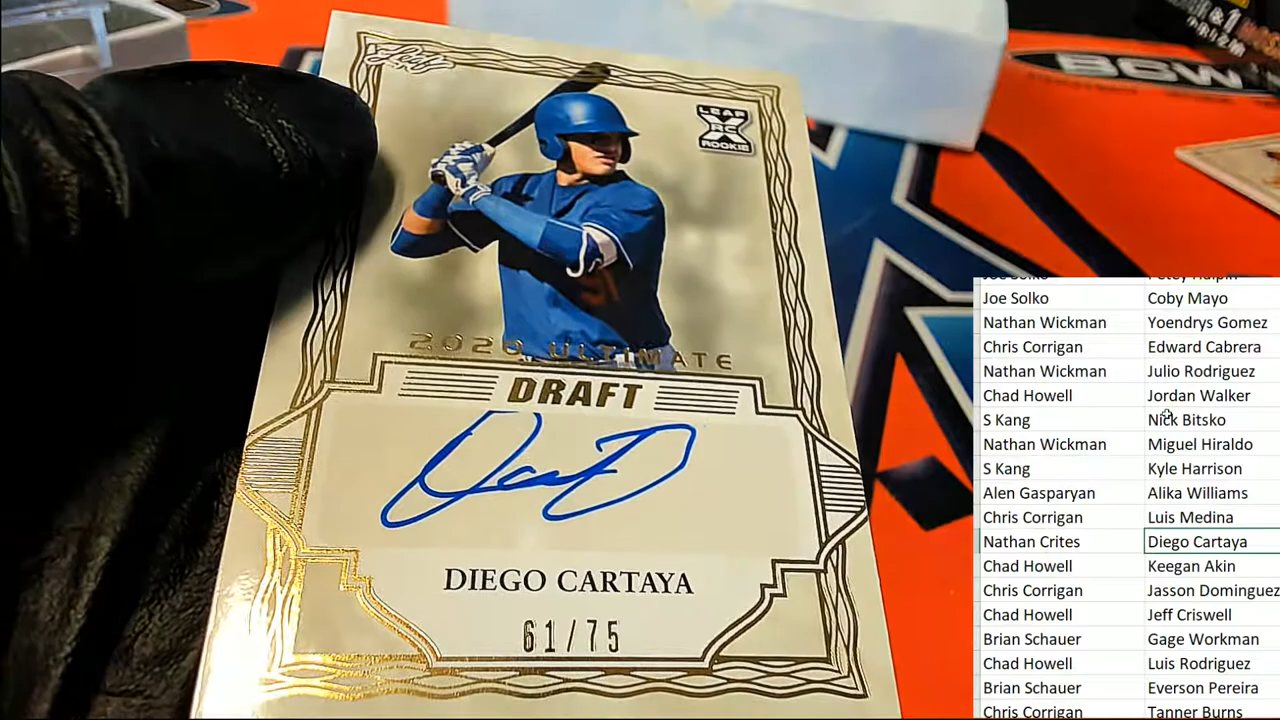 Leaf
LEAF
XRC
ROOKIE
BCW
2020 ULTIMATE
DRAFT
DIEGO CARTAYA
61/75
Joe Solko
Joe Solko Coby Mayo
Nathan Wickman Yoendrys Gomez
Chris Corrigan Edward Cabrera
Nathan Wickman Julio Rodriguez
Chad Howell Jordan Walker
S Kang Nick Bitsko
Nathan Wickman Miguel Hiraldo
S Kang Kyle Harrison
Alen Gasparyan Alika Williams
Chris Corrigan Luis Medina
Nathan Crites Diego Cartaya
Chad Howell Keegan Akin
Chris Corrigan Jasson Dominguez
Chad Howell Jeff Criswell
Brian Schauer Gage Workman
Chad Howell Luis Rodriguez
Brian Schauer Everson Pereira
Chris Corrigan Tanner Burns